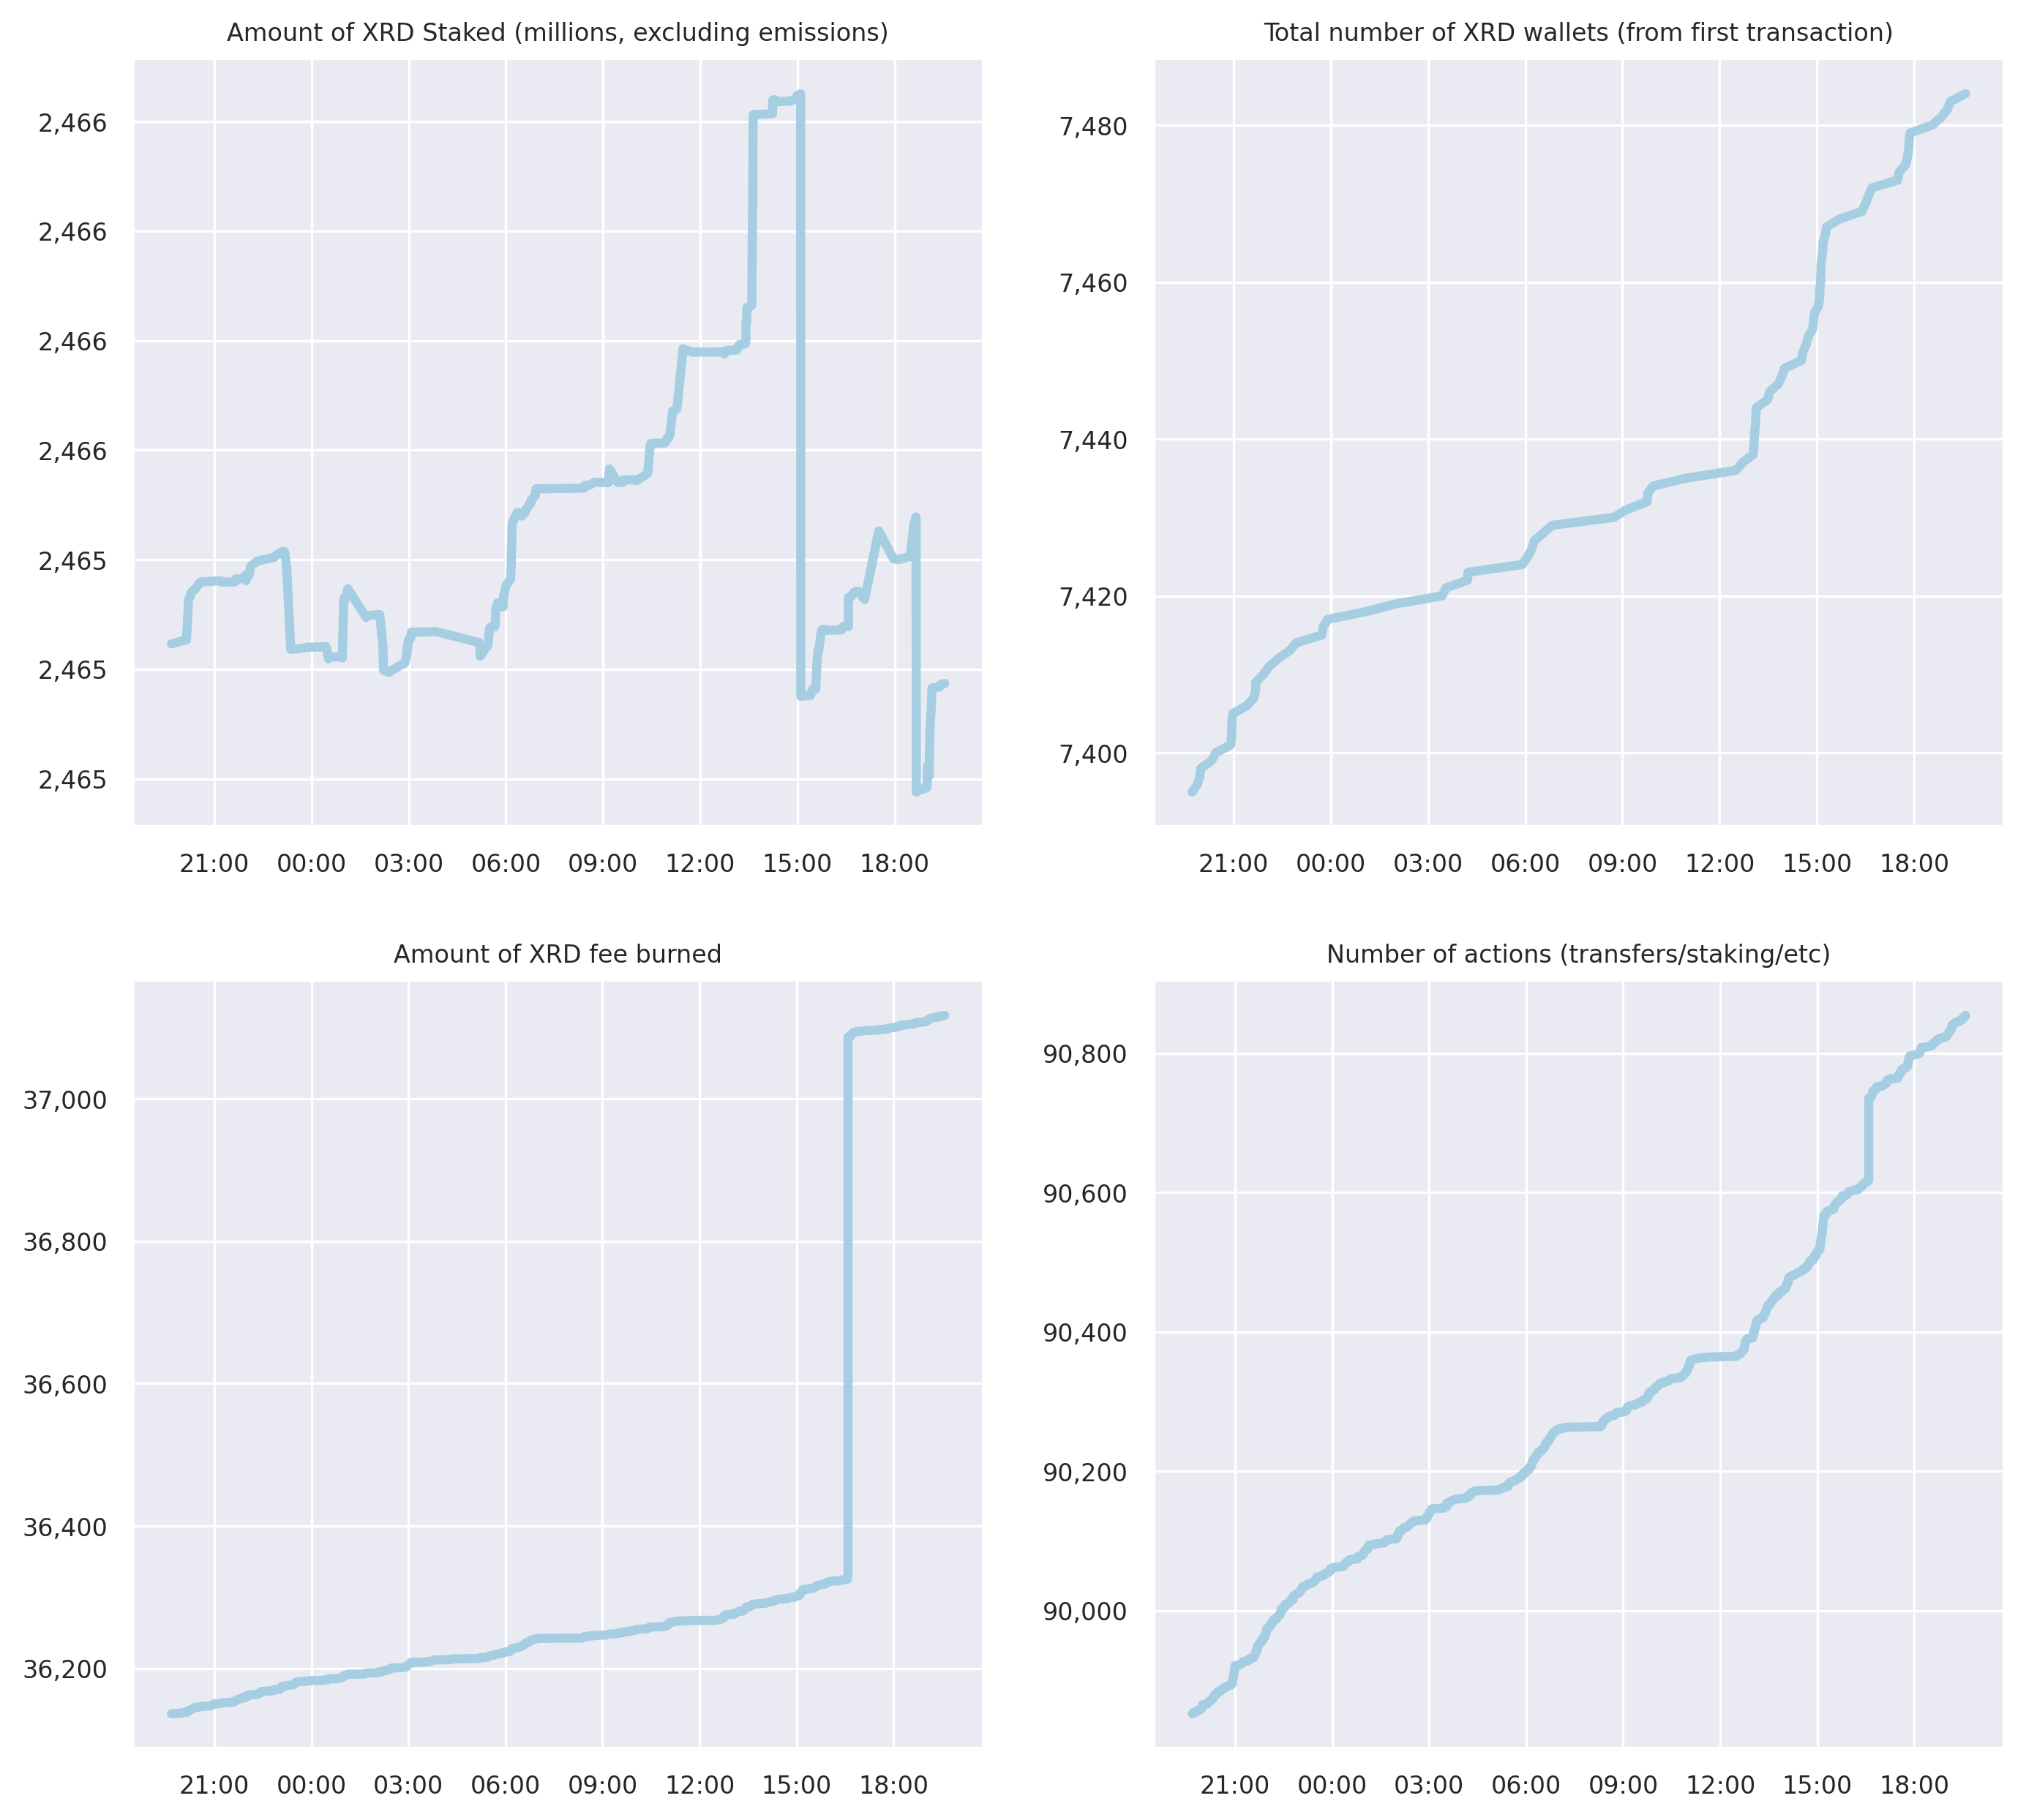 Amount of XRD Staked (millions, excluding emissions)
2,466
2,466
2,466
2,466
2,465
2,465
2,465
21:00 00:00 03:00 06:00 09:00 12:00 15:00 18:00
Total number of XRD wallets (from first transaction)
7,480
7,460
7,440
7,420
7,400
21:00 00:00 03:00 06:00 09:00 12:00 15:00 18:00
Amount of XRD fee burned
37,000
36,800
36,600
36,400
36,200
21:00 00:00 03:00 06:00 09:00 12:00 15:00 18:00
Number of actions (transfers/staking/etc)
90,800
90,600
90,400
90,200
90,000
21:00 00:00 03:00 06:00 09:00 12:00 15:00 18:00